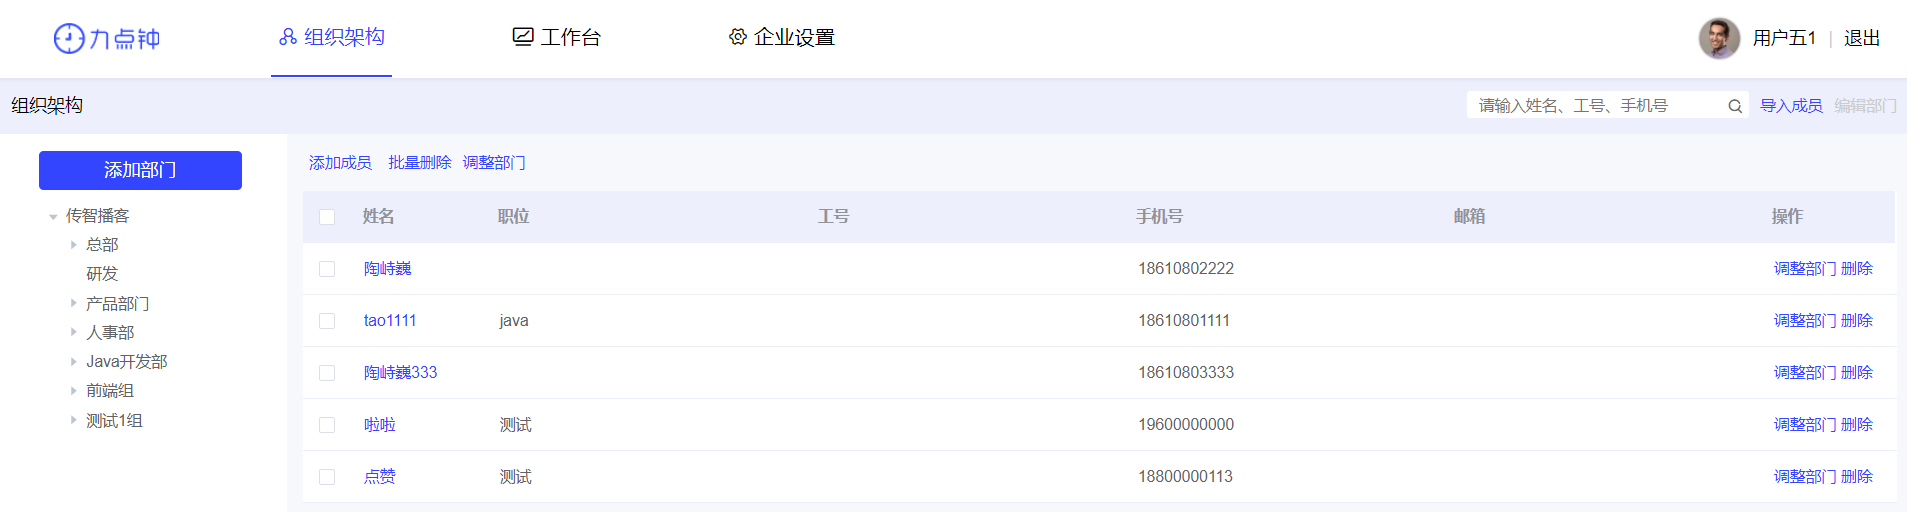 九点钟 组织架构 工作台 企业设置 用户五1 | 退出
组织架构 请输入姓名、工号、手机号 导入成员 编辑部门
添加部门
传智播客
总部
研发
产品部门
人事部
Java开发部
前端组
测试1组
添加成员 批量删除 调整部门
姓名 职位 工号 手机号 邮箱 操作
陶峙巍 18610802222 调整部门 删除
tao1111 java 18610801111 调整部门 删除
陶峙巍333 18610803333 调整部门 删除
啦啦 测试 19600000000 调整部门 删除
点赞 测试 18800000113 调整部门 删除